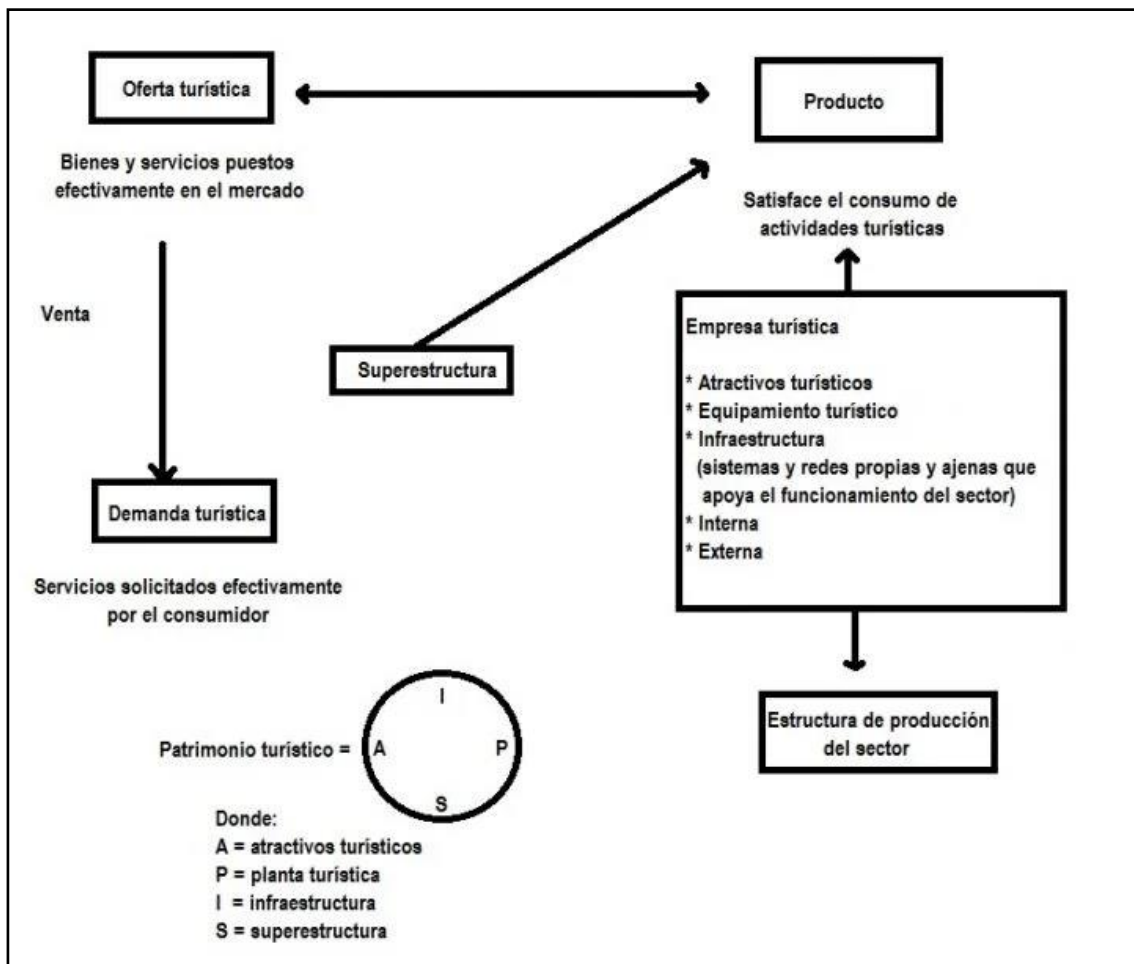 Oferta turística
Producto
Bienes y servicios puestos
efectivamente en el mercado
Satisface el consumo de
actividades turísticas
Venta
Superestructura
Empresa turística
* Atractivos turísticos
* Equipamiento turístico
* Infraestructura
(sistemas y redes propias y ajenas que
apoya el funcionamiento del sector)
* Interna
* Externa
Demanda turística
Servicios solicitados efectivamente
por el consumidor
Estructura de producción
del sector
I
Patrimonio turístico = A P
S
Donde:
A = atractivos turísticos
P = planta turística
I = infraestructura
S = superestructura